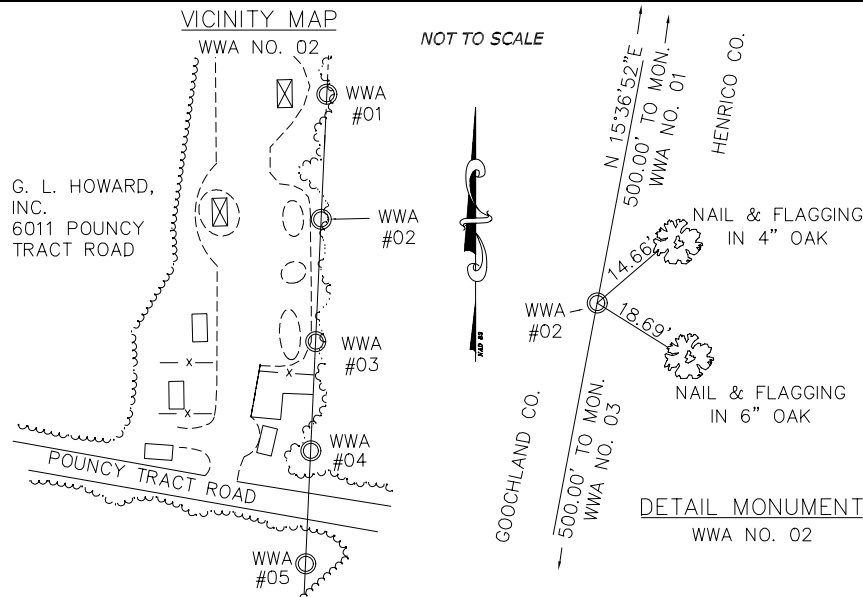 VICINITY MAP
WWA NO. 02
NOT TO SCALE
WWA
#01
G. L. HOWARD,
INC.
6011 POUNCY
TRACT ROAD
WWA
#02
WWA
#03
WWA
#04
POUNCY TRACT ROAD
WWA
#05
NAD 83
N 15°36'52"E
500.00' TO MON.
WWA NO. 01
HENRICO CO.
NAIL & FLAGGING
IN 4" OAK
14.66'
WWA
#02
18.69'
NAIL & FLAGGING
IN 6" OAK
GOOCHLAND CO.
500.00' TO MON.
WWA NO. 03
DETAIL MONUMENT
WWA NO. 02
X
X
X